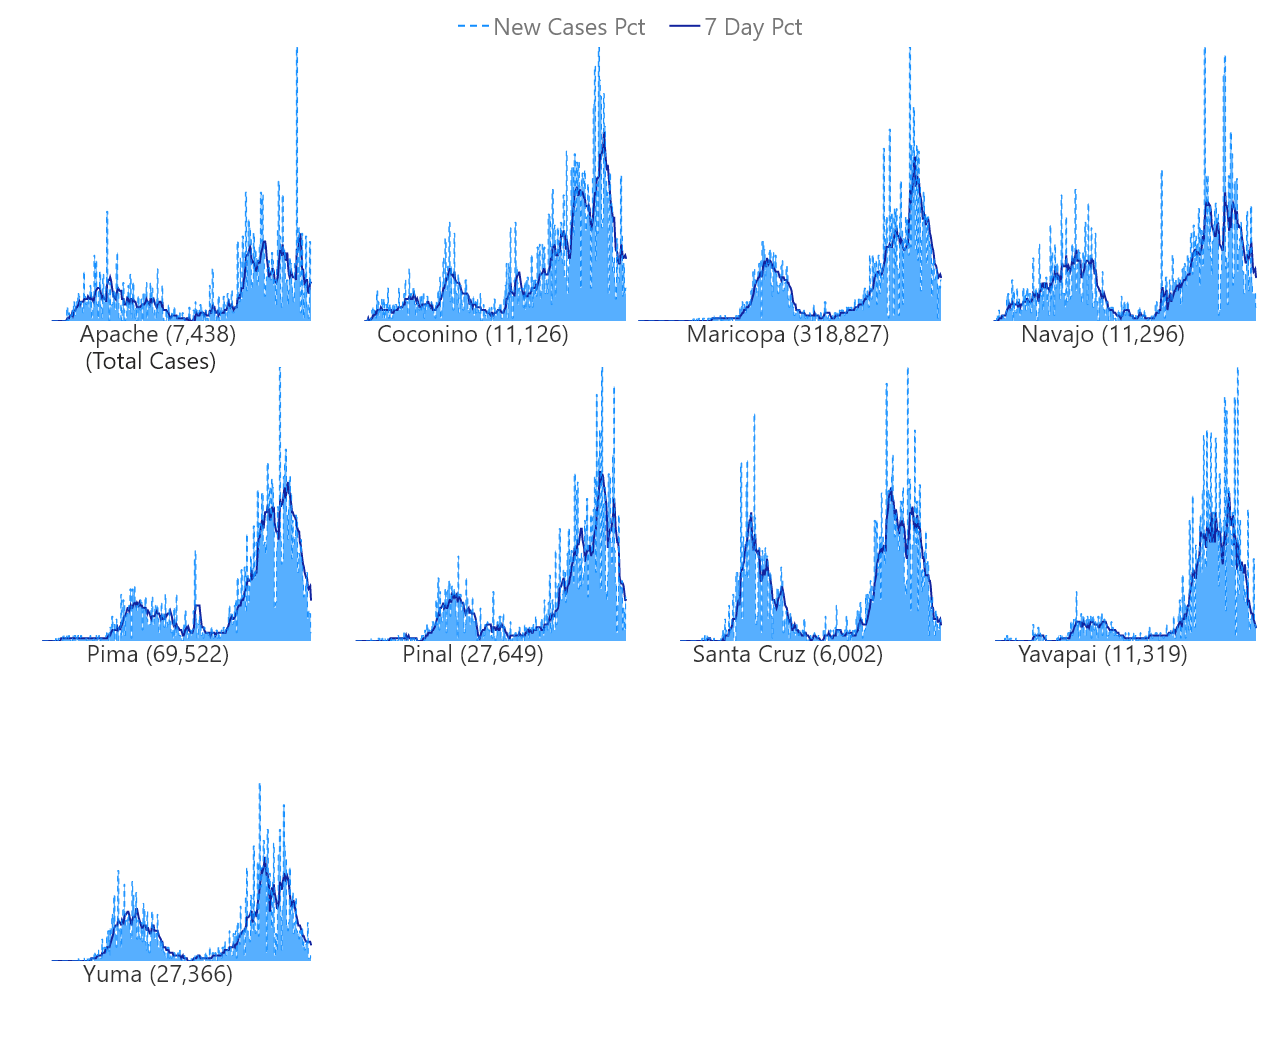 New Cases Pct 7 Day Pct
Apache (7,438) Coconino (11,126) Maricopa (318,827) Navajo (11,296)
(Total Cases)
Pima (69,522) Pinal (27,649) Santa Cruz (6,002) Yavapai (11,319)
Yuma (27,366)